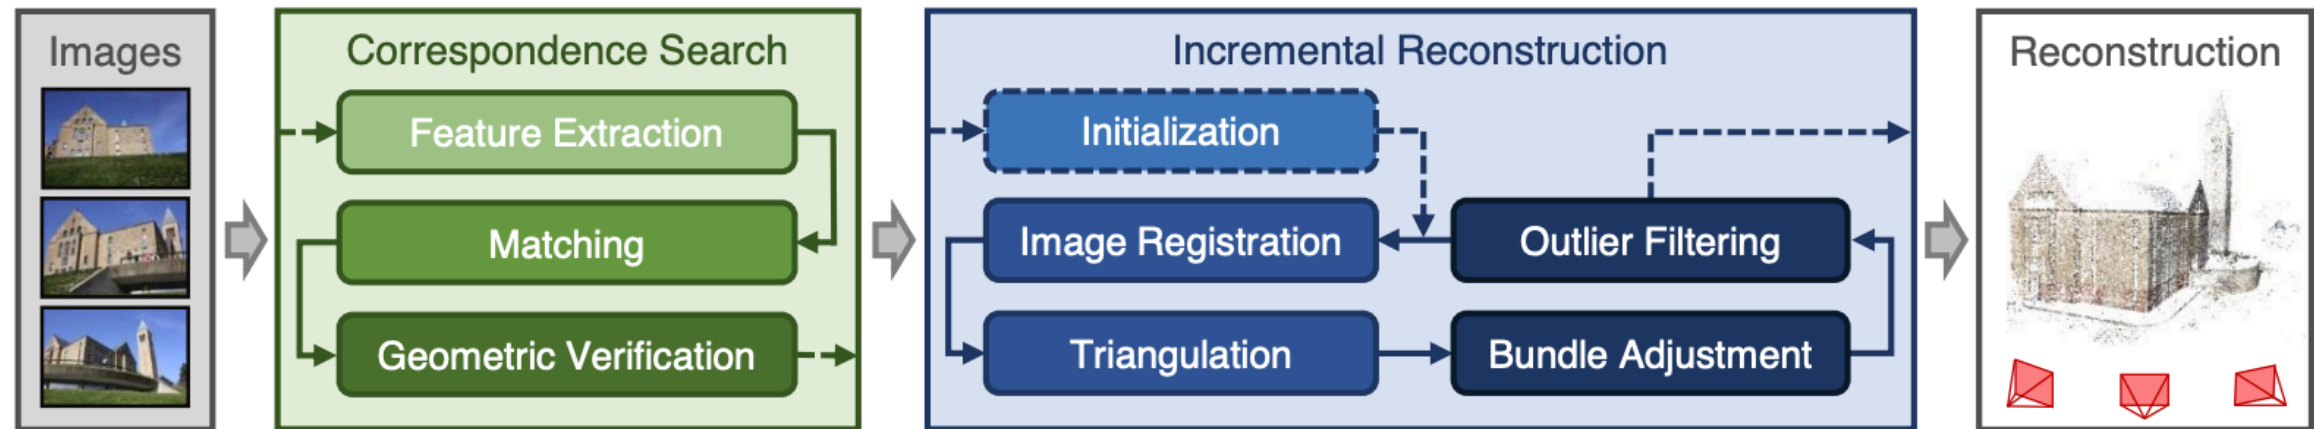 Images
Correspondence Search
Feature Extraction
Matching
Geometric Verification
Incremental Reconstruction
Initialization
Image Registration
Outlier Filtering
Triangulation
Bundle Adjustment
Reconstruction